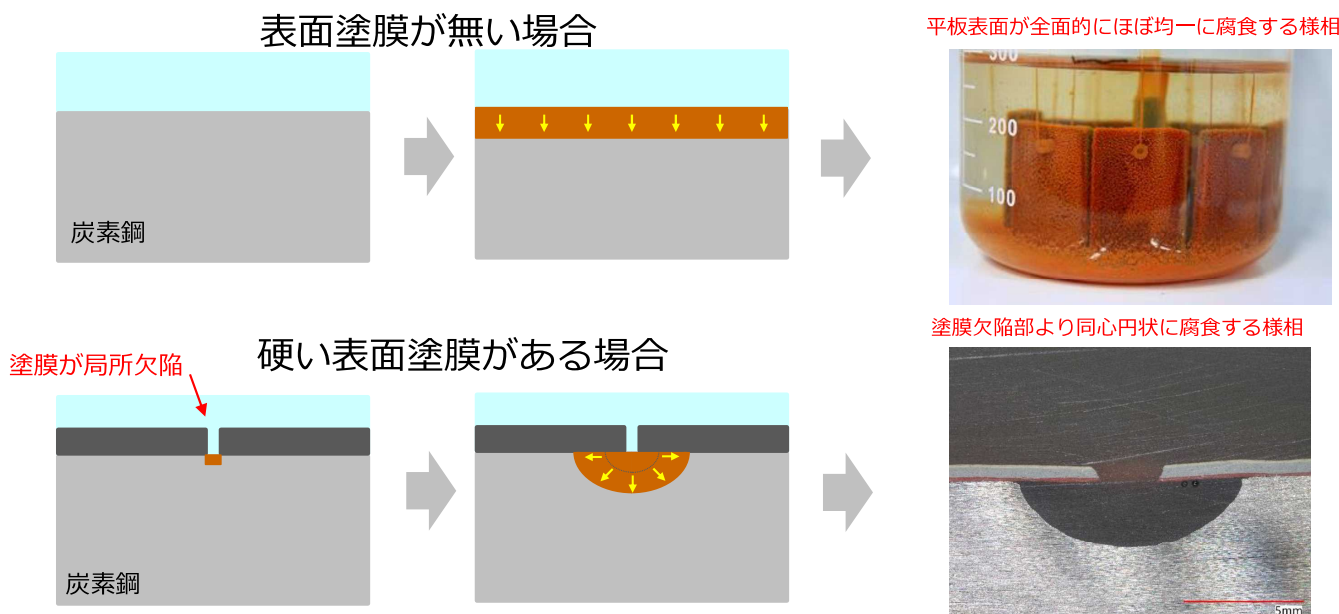 表面塗膜が無い場合
平板表面が全面的にほぼ均一に腐食する様相
300
200
100
炭素鋼
塗膜欠陥部より同心円状に腐食する様相
硬い表面塗膜がある場合
塗膜が局所欠陥
炭素鋼
5mm